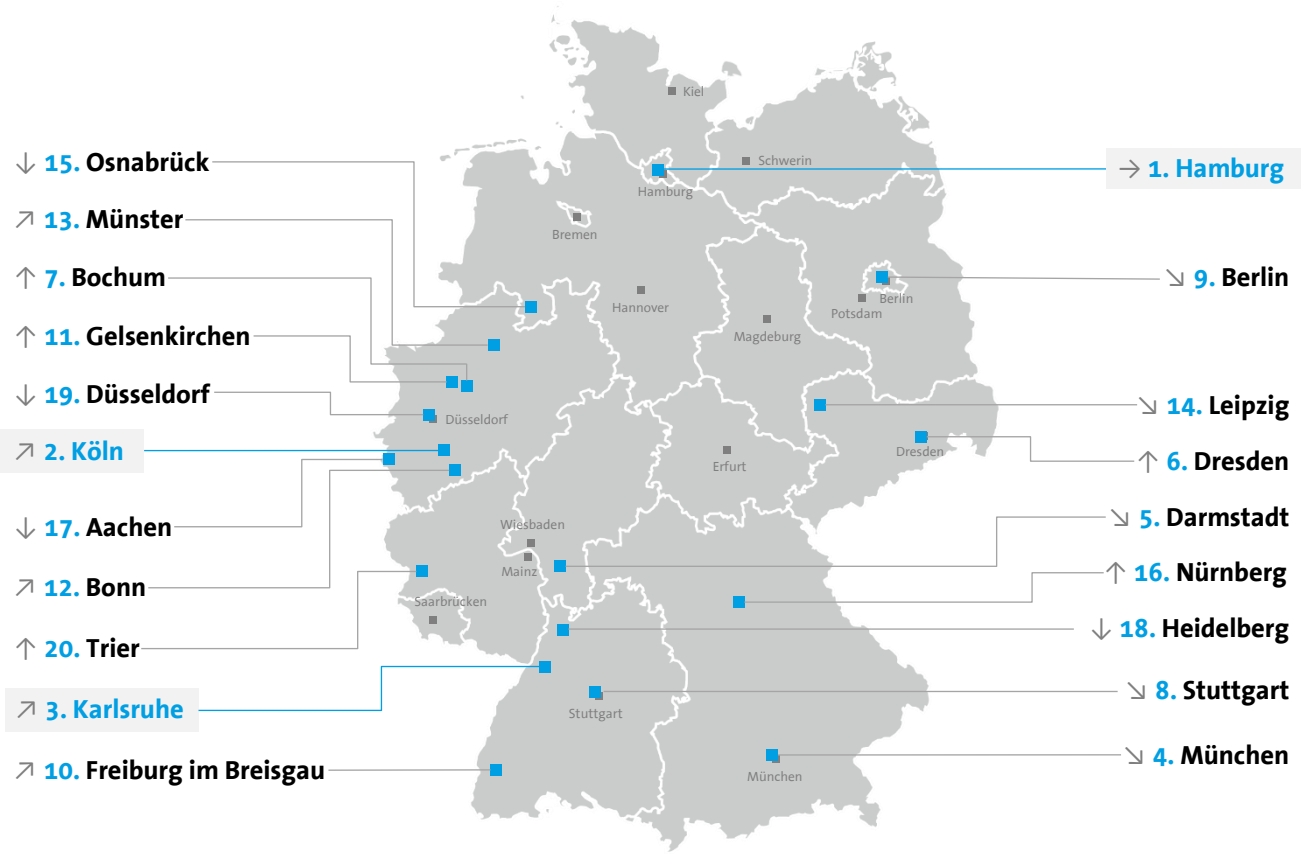 ↓ 15. Osnabrück
↗ 13. Münster
↑ 7. Bochum
↑ 11. Gelsenkirchen
↓ 19. Düsseldorf
↗ 2. Köln
↓ 17. Aachen
↗ 12. Bonn
↑ 20. Trier
↗ 3. Karlsruhe
↗ 10. Freiburg im Breisgau
Kiel
Schwerin
Hamburg
Bremen
Hannover
Berlin
Potsdam
Magdeburg
Düsseldorf
Erfurt
Dresden
Wiesbaden
Mainz
Saarbrücken
Stuttgart
München
→ 1. Hamburg
↘ 9. Berlin
↘ 14. Leipzig
↑ 6. Dresden
↘ 5. Darmstadt
↑ 16. Nürnberg
↓ 18. Heidelberg
↘ 8. Stuttgart
↘ 4. München